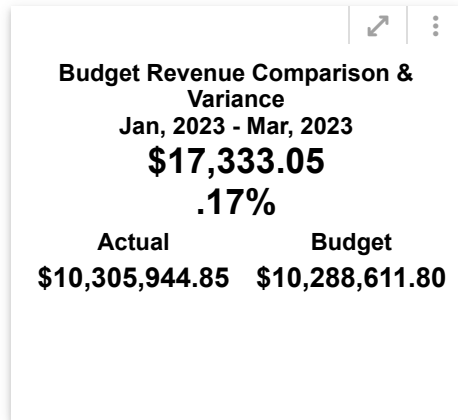 Budget Revenue Comparison &
Variance
Jan, 2023 - Mar, 2023
$17,333.05
.17%
Actual Budget
$10,305,944.85 $10,288,611.80